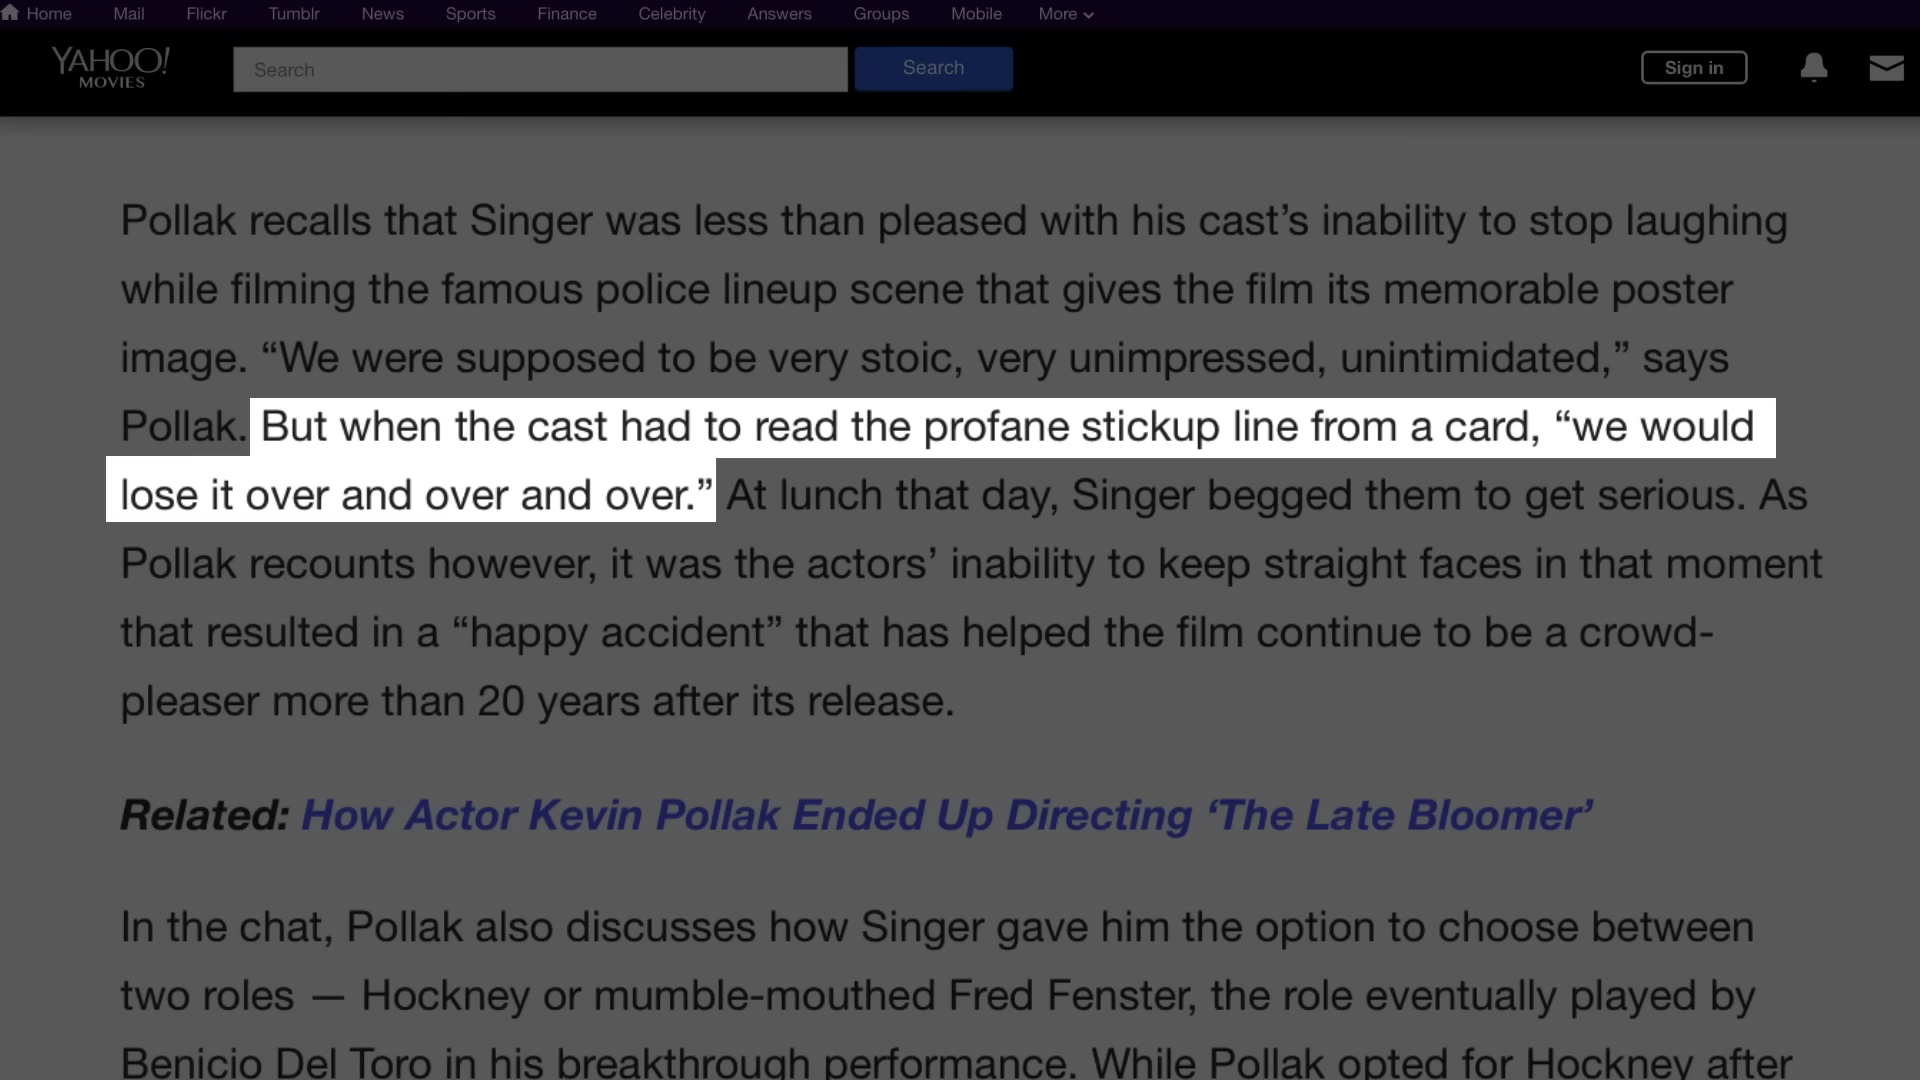 Home Mail Flickr Tumblr News Sports Finance Celebrity Answers Groups Mobile More
YAHOO!
MOVIES
Search
Search
Sign in
Pollak recalls that Singer was less than pleased with his cast’s inability to stop laughing
while filming the famous police lineup scene that gives the film its memorable poster
image. “We were supposed to be very stoic, very unimpressed, unintimidated,” says
Pollak. But when the cast had to read the profane stickup line from a card, “we would
lose it over and over and over.” At lunch that day, Singer begged them to get serious. As
Pollak recounts however, it was the actors’ inability to keep straight faces in that moment
that resulted in a “happy accident” that has helped the film continue to be a crowd-
pleaser more than 20 years after its release.
Related: How Actor Kevin Pollak Ended Up Directing ‘The Late Bloomer’
In the chat, Pollak also discusses how Singer gave him the option to choose between
two roles — Hockney or mumble-mouthed Fred Fenster, the role eventually played by
Benicio Del Toro in his breakthrough performance. While Pollak opted for Hockney after